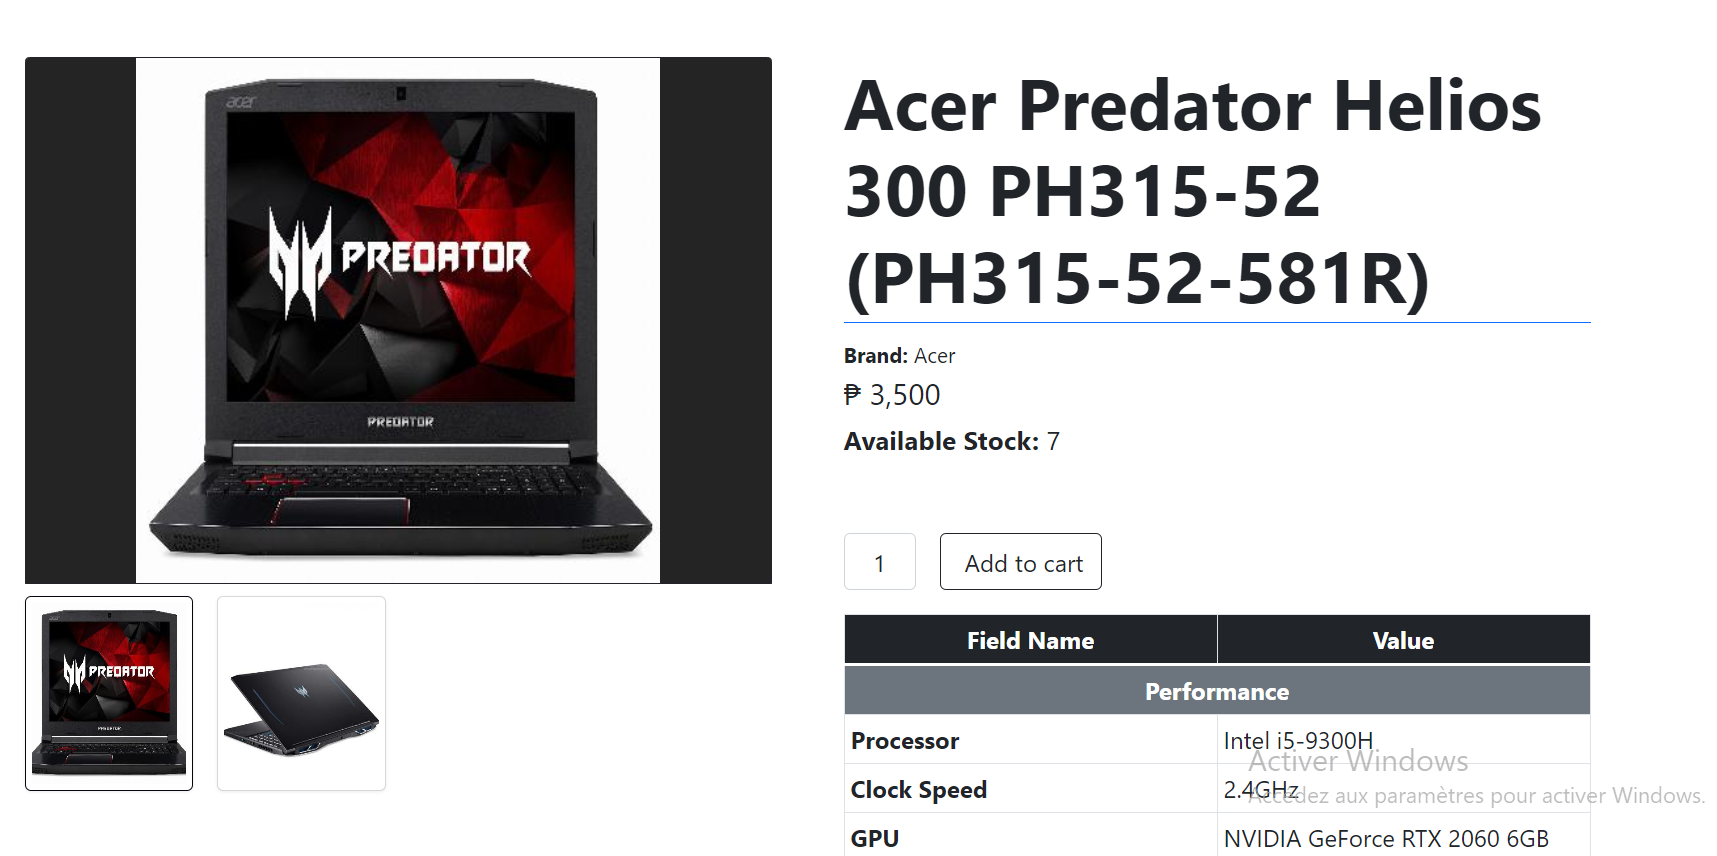 acer
PREDATOR
PREDATOR
PREDATOR
PREDATOR
Acer Predator Helios
300 PH315-52
(PH315-52-581R)
Brand: Acer
₱ 3,500
Available Stock: 7
1
Add to cart
Field Name Value
Performance
Processor Intel i5-9300H
Clock Speed 2.4GHz
GPU NVIDIA GeForce RTX 2060 6GB
Activer Windows
Accédez aux paramètres pour activer Windows.